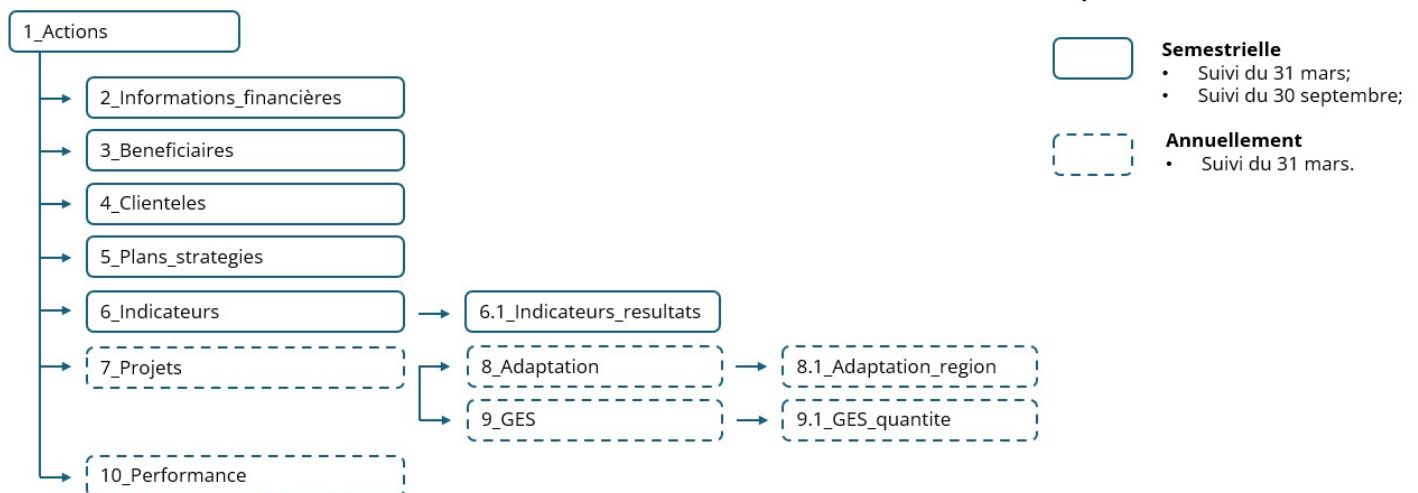 1_Actions
2_Informations_financières
3_Beneficiaires
4_Clienteles
5_Plans_strategies
6_Indicateurs
6.1_Indicateurs_resultats
7_Projets
8_Adaptation
8.1_Adaptation_region
9_GES
9.1_GES_quantite
10_Performance
Semestrielle
• Suivi du 31 mars;
• Suivi du 30 septembre;
Annuellement
• Suivi du 31 mars.